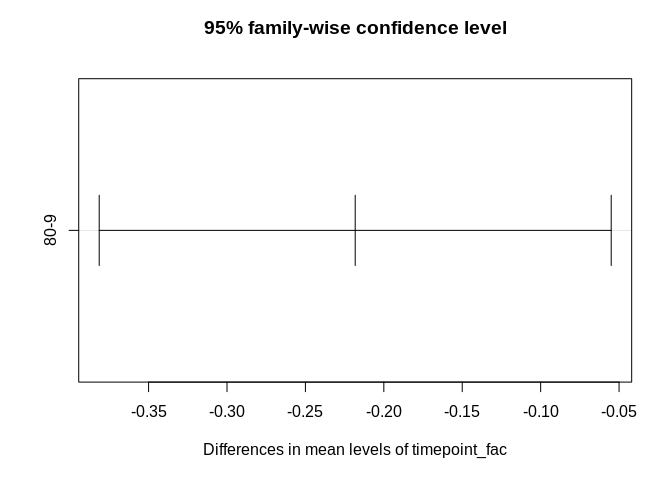 95% family-wise confidence level
80-9
-0.35 -0.30 -0.25 -0.20 -0.15 -0.10 -0.05
Differences in mean levels of timepoint_fac